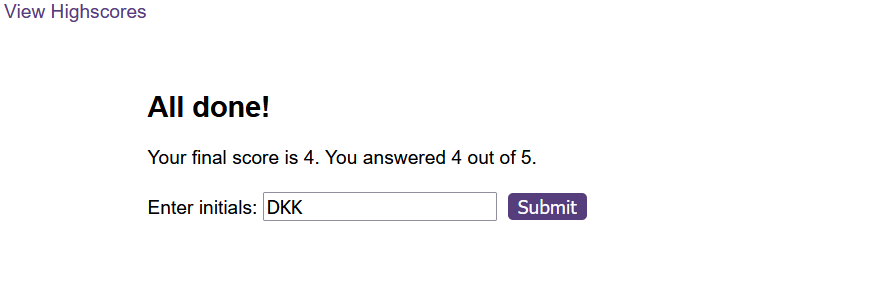 View Highscores
All done!
Your final score is 4. You answered 4 out of 5.
Enter initials: DKK Submit